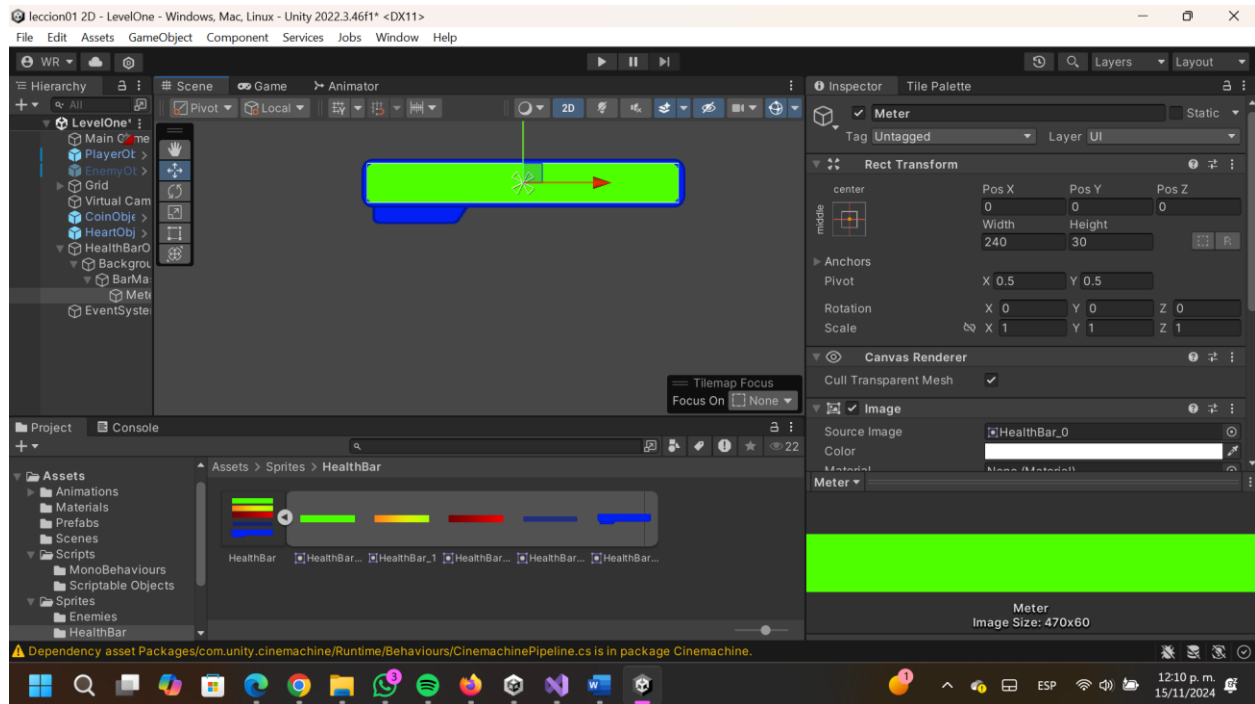 leccion01 2D - LevelOne - Windows, Mac, Linux - Unity 2022.3.46f1* <DX11>
File Edit Assets GameObject Component Services Jobs Window Help
WR Layers Layout
Hierarchy Scene Game Animator Inspector Tile Palette
All Pivot Local 2D Meter Static
LevelOne* Tag Untagged Layer UI
Main
PlayerOb Rect Transform
EnemyOb center Pos X Pos Y Pos Z
Grid middle 0 0 0
Virtual Cam Width Height
CoinObje 240 30 R
HeartObj Anchors
HealthBarO Pivot X 0.5 Y 0.5
Backgrou Rotation X 0 Y 0 Z 0
BarMa Scale X 1 Y 1 Z 1
Mete
EventSyste
Canvas Renderer
Cull Transparent Mesh
Tilemap Focus
Focus On None
Image
Project Console Source Image HealthBar_0
22 Color
Assets > Sprites > HealthBar Material None (Material)
Assets Meter
Animations
Materials
Prefabs
Scenes
Scripts HealthBar HealthBar... HealthBar_1 HealthBar... HealthBar... HealthBar...
MonoBehaviours
Scriptable Objects
Sprites
Enemies Meter
HealthBar Image Size: 470x60
Dependency asset Packages/com.unity.cinemachine/Runtime/Behaviours/CinemachinePipeline.cs is in package Cinemachine.
3 1 ESP 12:10 p. m.
15/11/2024